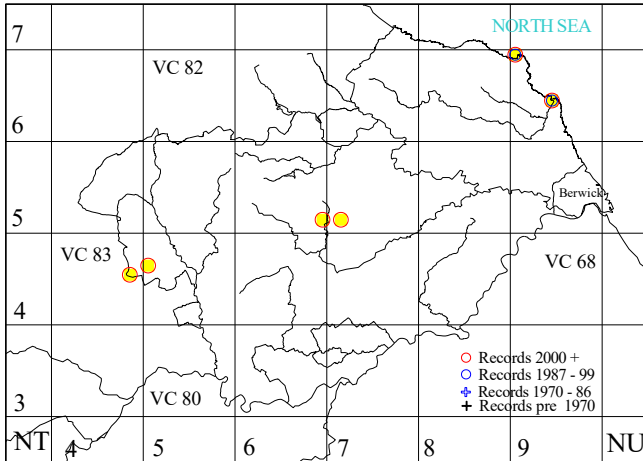 7
NORTH SEA
VC 82
6
Berwick
5
VC 83
VC 68
4
Records 2000 +
Records 1987 - 99
Records 1970 - 86
VC 80
Records pre 1970
3
NT 4 5 6 7 8 9 NU